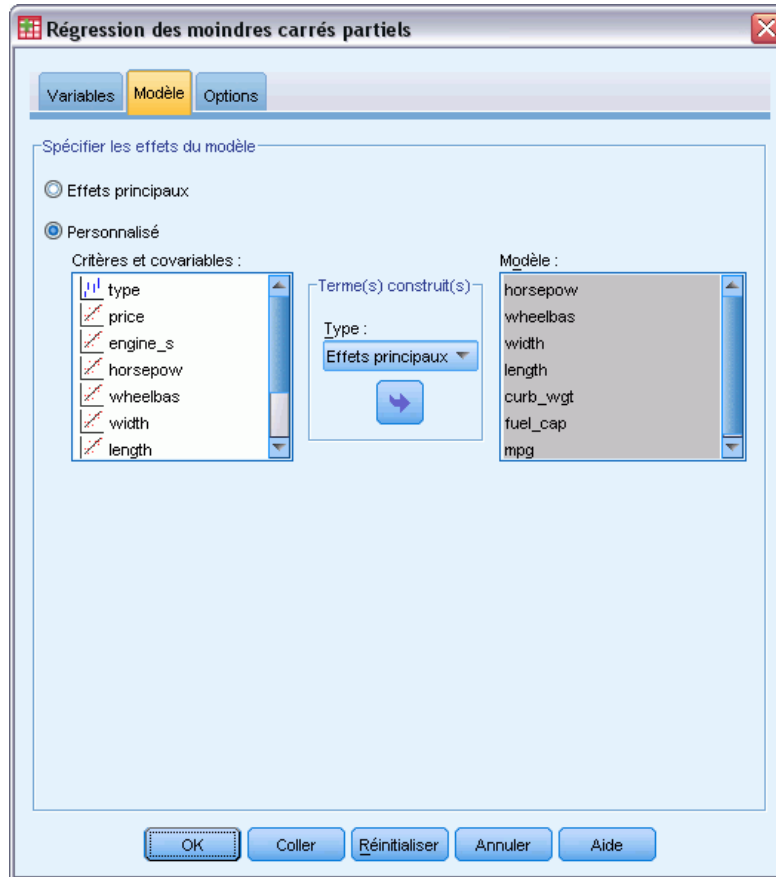 Régression des moindres carrés partiels
Variables
Modèle
Options
Spécifier les effets du modèle
Effets principaux
Personnalisé
Critères et covariables :
type
price
engine_s
horsepow
wheelbas
width
length
Terme(s) construit(s)
Type :
Effets principaux
Modèle :
horsepow
wheelbas
width
length
curb_wgt
fuel_cap
mpg
OK
Coller
Réinitialiser
Annuler
Aide